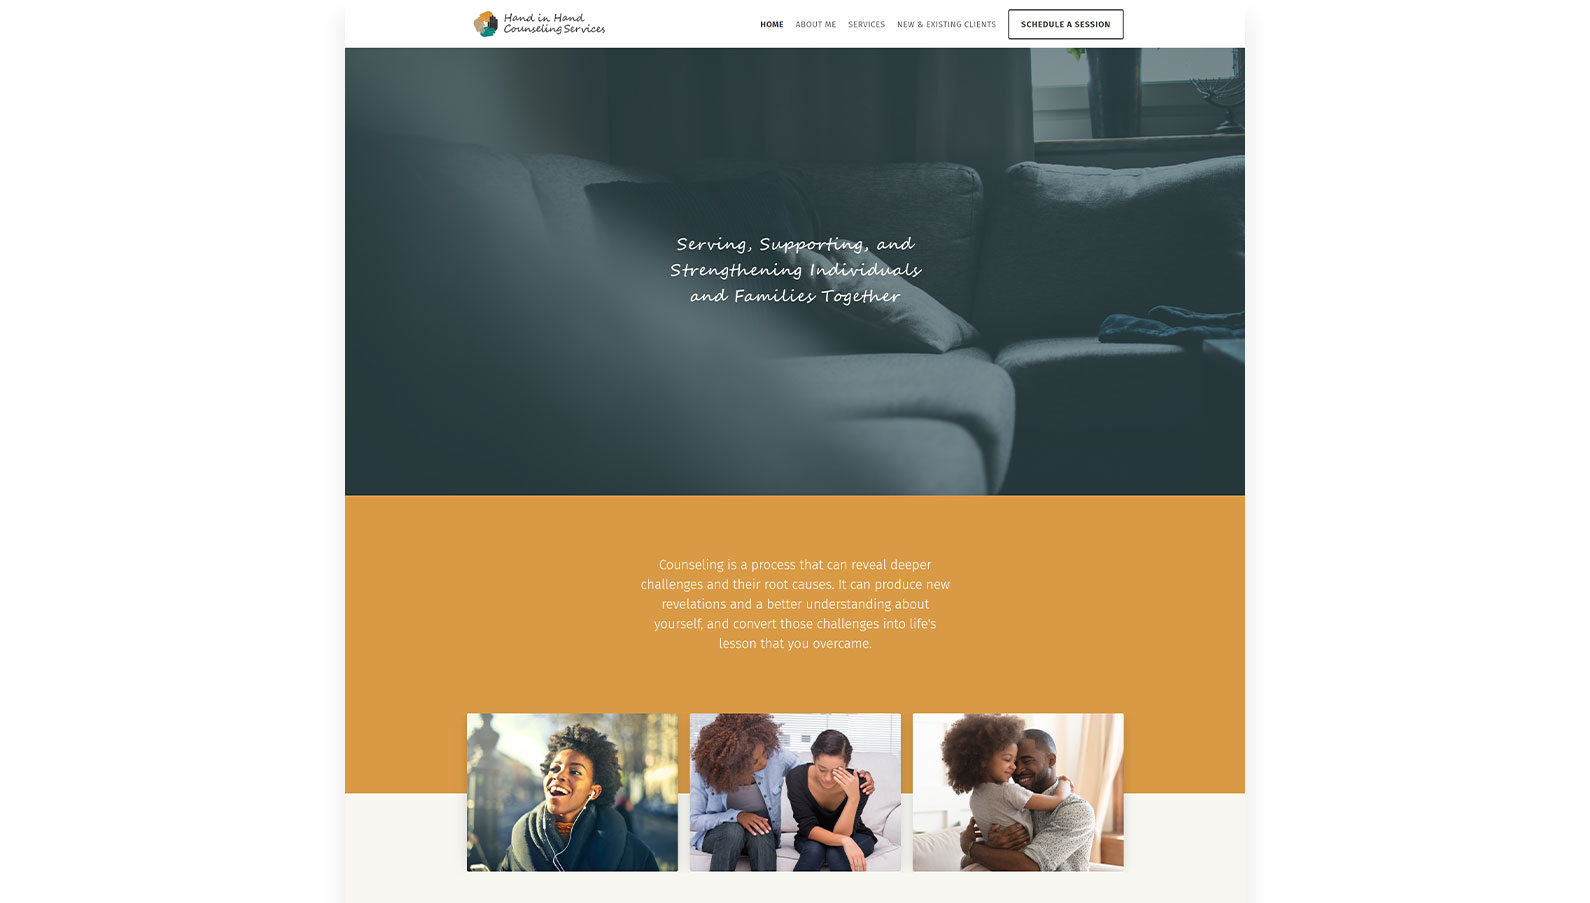 Hand in Hand
Counseling Services
HOME ABOUT ME SERVICES NEW & EXISTING CLIENTS SCHEDULE A SESSION
Serving, Supporting, and
Strengthening Individuals
and Families Together
Counseling is a process that can reveal deeper
challenges and their root causes. It can produce new
revelations and a better understanding about
yourself, and convert those challenges into life's
lesson that you overcame.